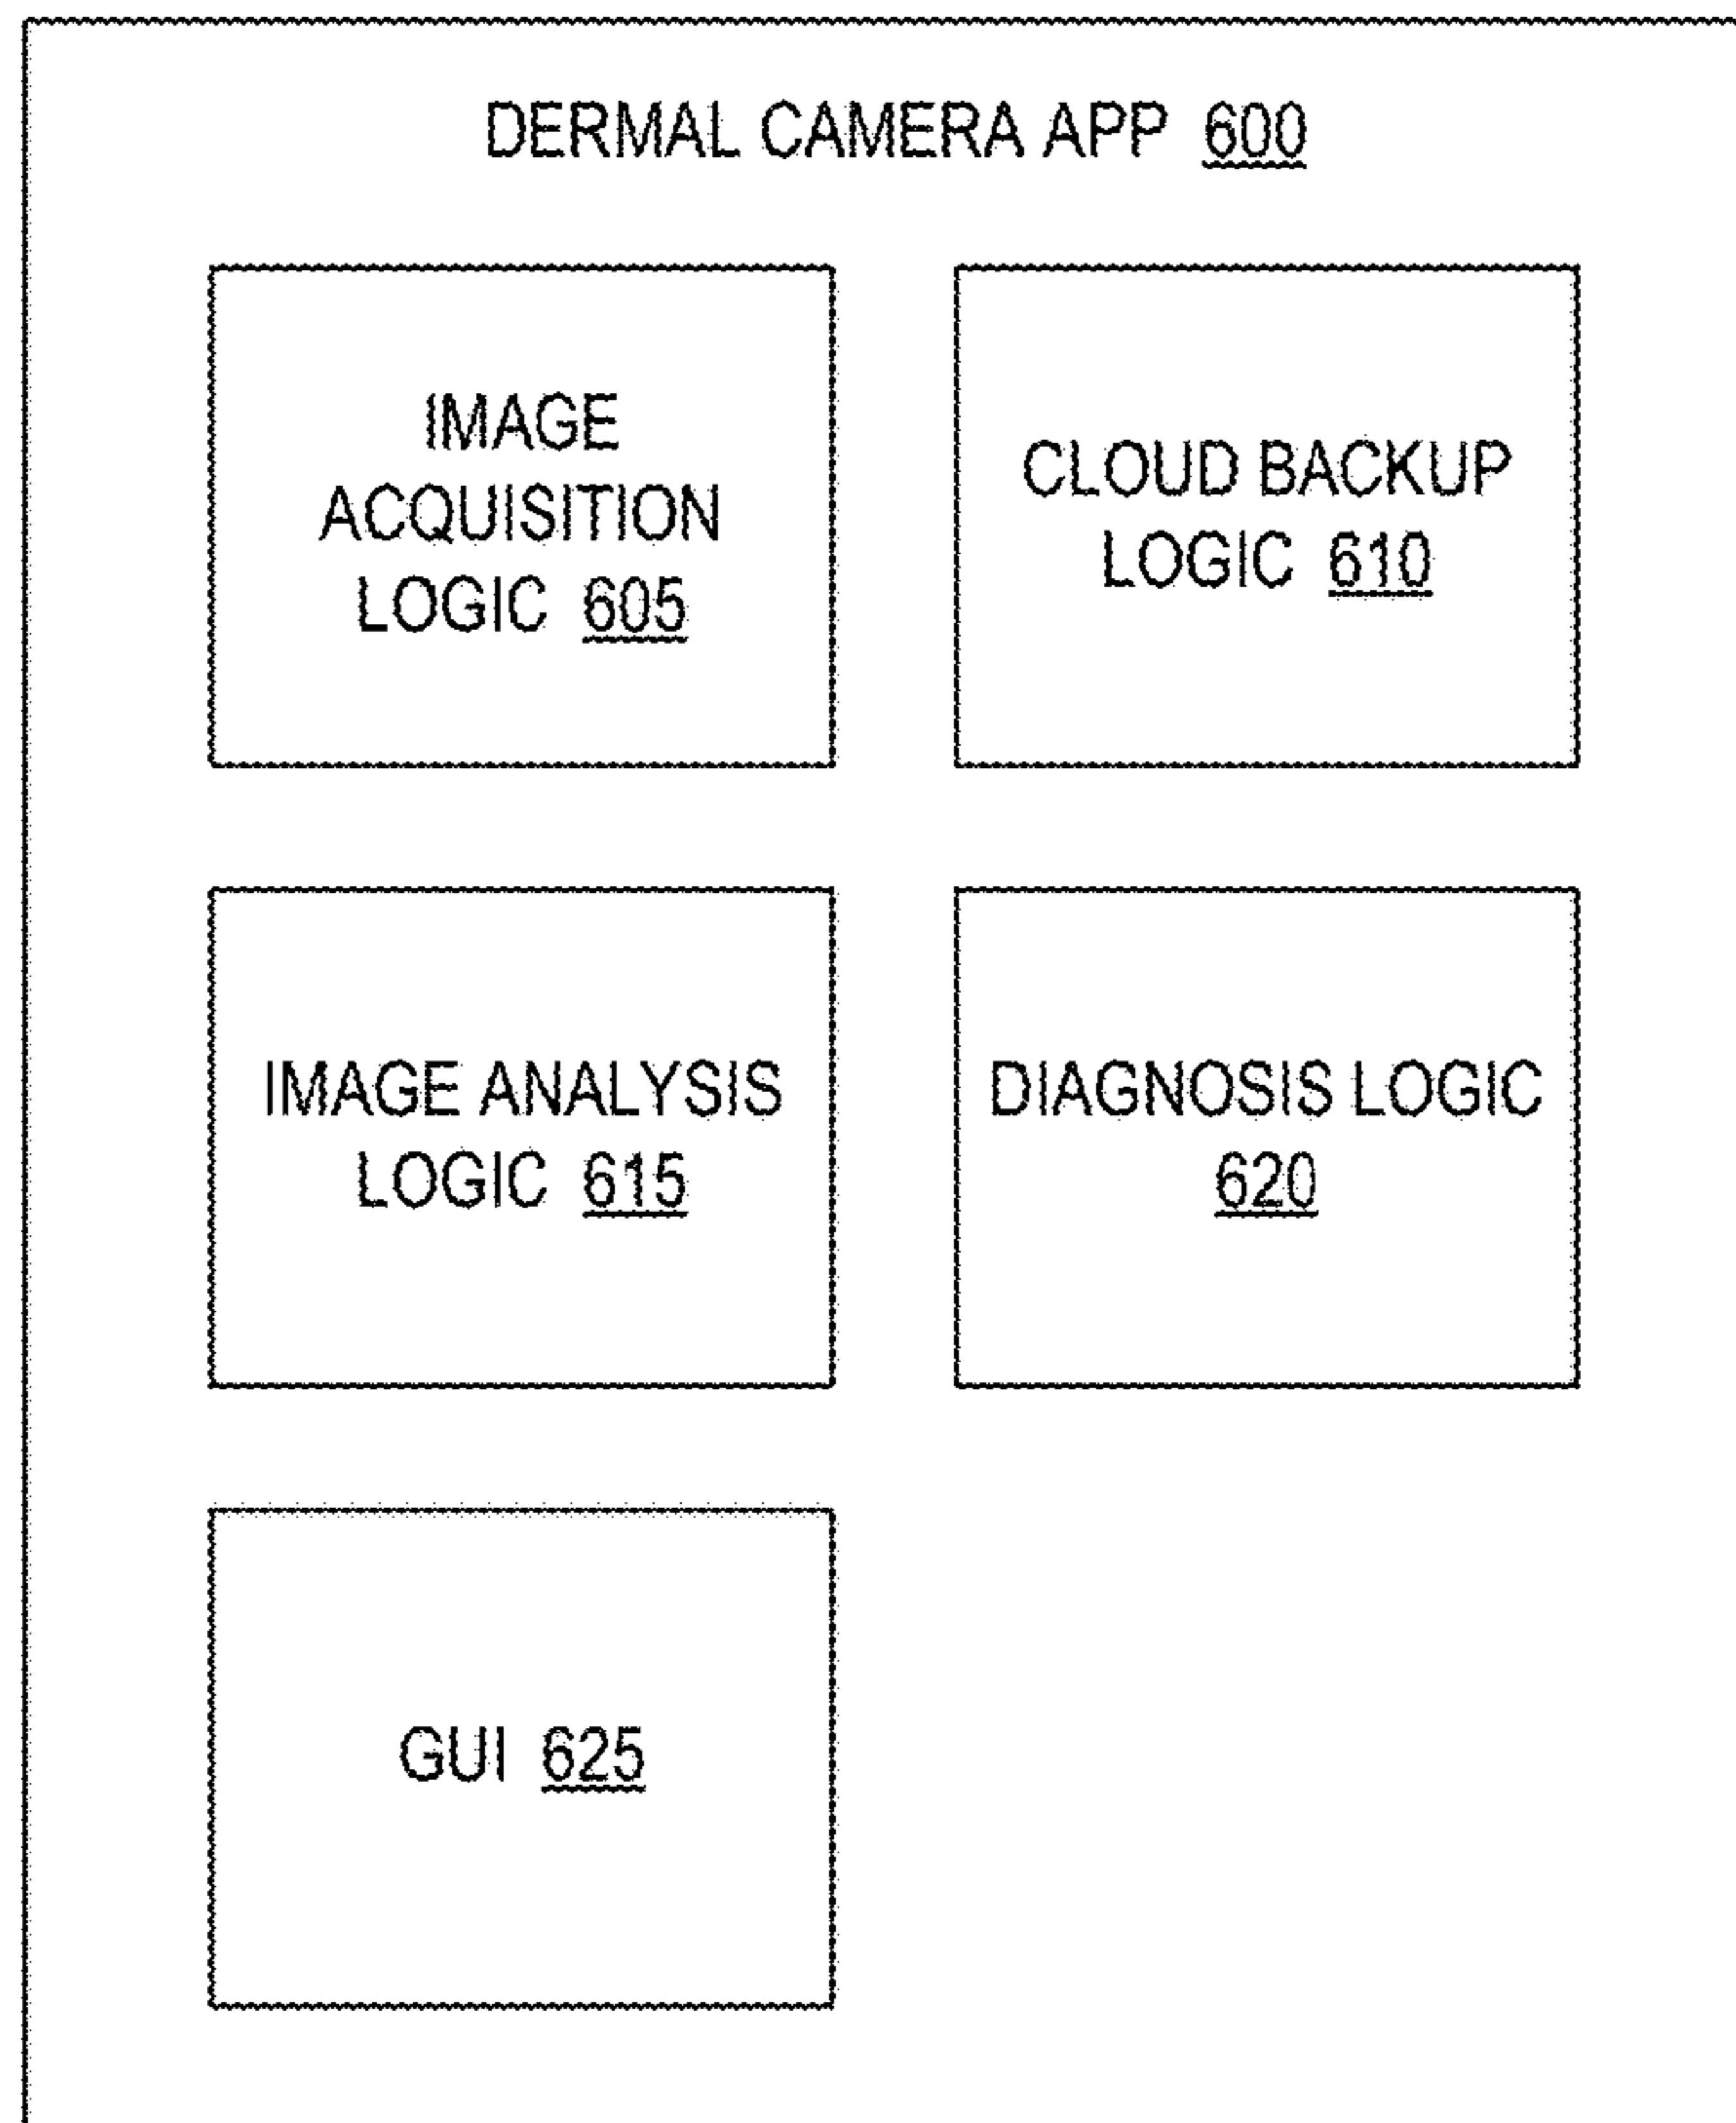 DERMAL CAMERA APP 600
IMAGE
ACQUISITION
LOGIC 605
CLOUD BACKUP
LOGIC 610
IMAGE ANALYSIS
LOGIC 615
DIAGNOSIS LOGIC
620
GUI 625